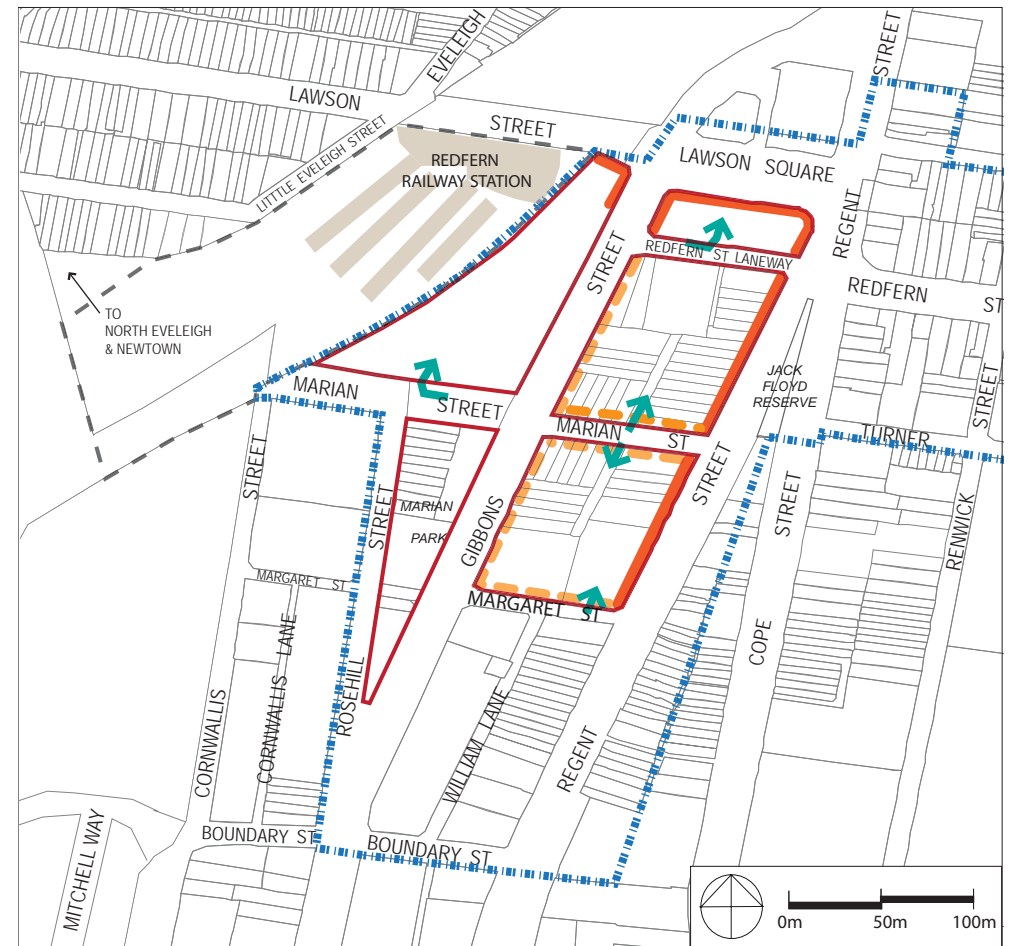 EVELEIGH
STREET
LAWSON
STREET
LITTTLE EVELEIGH STREET
REDFERN
RAILWAY STATION
LAWSON SQUARE
REGENT
STREET
REDFERN ST LANEWAY
REDFERN ST
TO
NORTH EVELEIGH
& NEWTOWN
JACK
FLOYD
RESERVE
MARIAN
STREET
MARIAN ST
STREET
TURNER
STREET
STREET
STREET
MARIAN
PARK
GIBBONS
STREET
RENWICK
MARGARET ST
MARGARET ST
CORNWALLIS LANE
COPE
ROSEHILL
CORNWALLIS
WILLIAM LANE
REGENT
BOUNDARY ST
BOUNDARY ST
MITCHELL WAY
0m 50m 100m